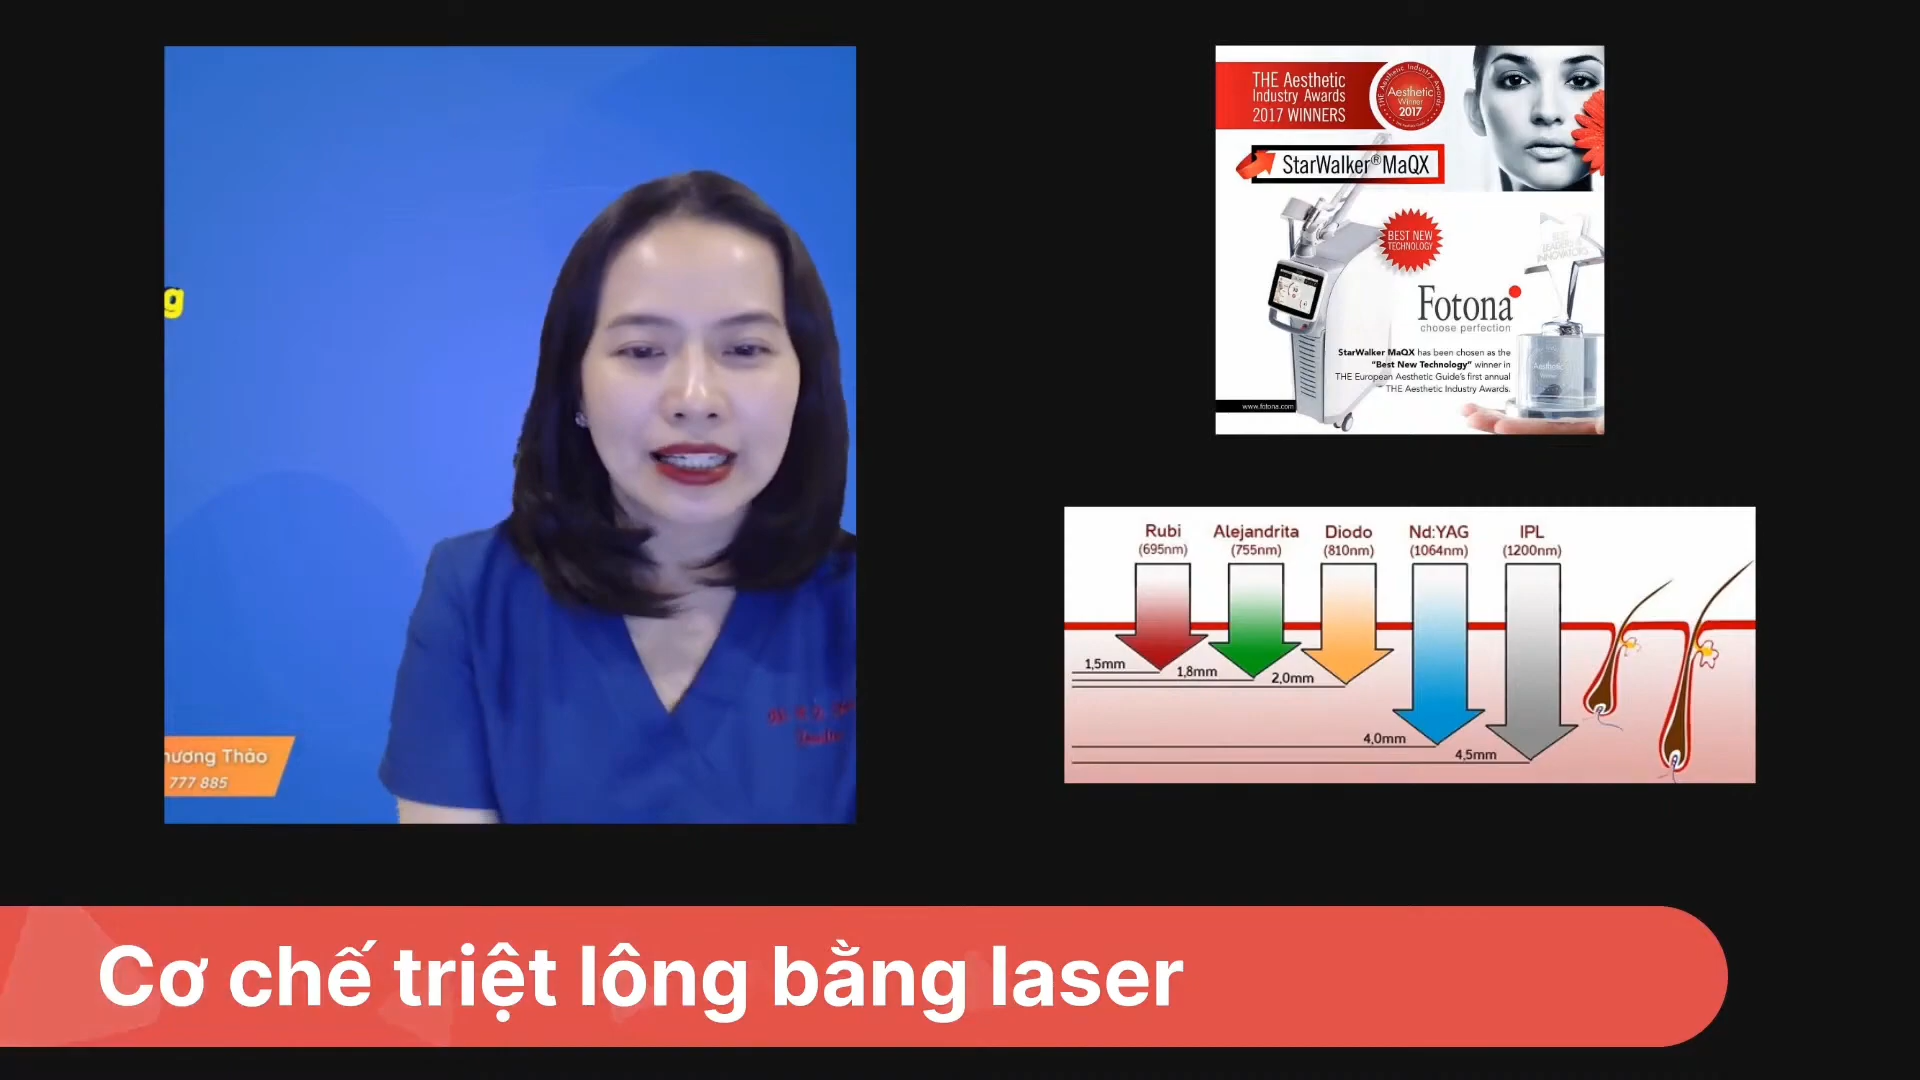 g
hương Thảo
777 885
THE Aesthetic
Industry Awards
2017 WINNERS
Aesthetic
Winner
2017
StarWalker®MaQX
BEST NEW
TECHNOLOGY
Fotona
choose perfection
StarWalker MaQX has been chosen as the
“Best New Technology” winner in
THE European Aesthetic Guide's first annual
THE Aesthetic Industry Awards.
www.fotona.com
Rubi
(695nm)
Alejandrita
(755nm)
Diodo
(810nm)
Nd:YAG
(1064nm)
IPL
(1200nm)
1,5mm
1,8mm
2,0mm
4,0mm
4,5mm
Cơ chế triệt lông bằng laser